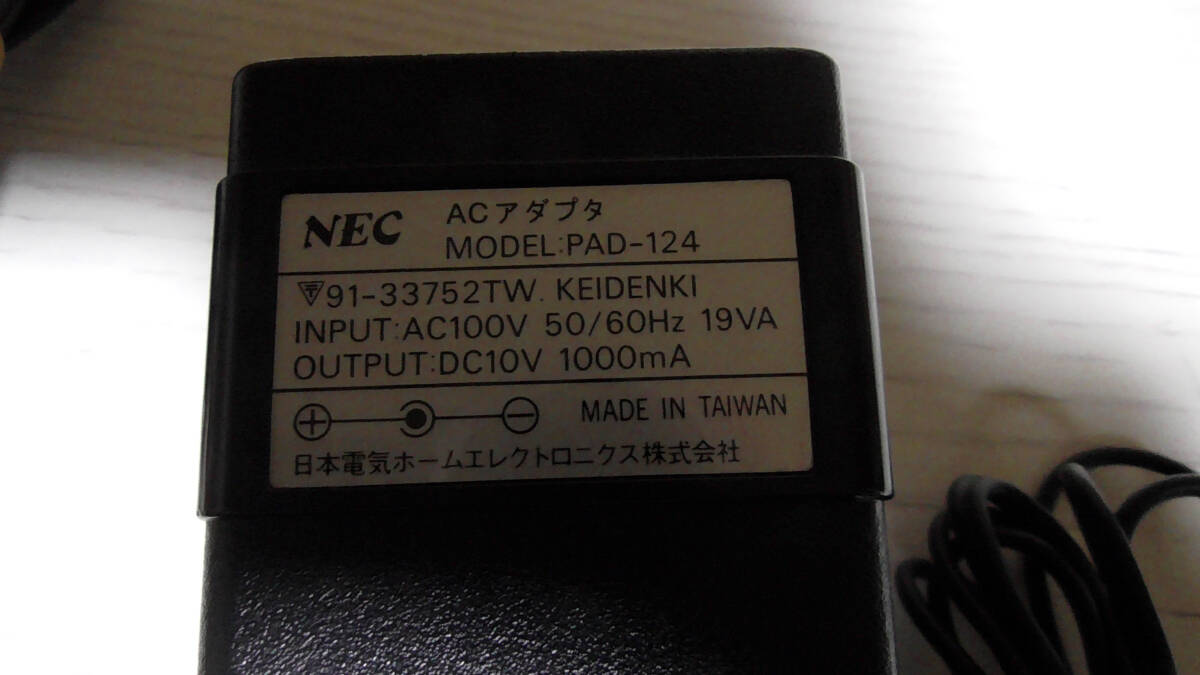 NEC
ACアダプタ
MODEL:PAD-124
〒91-33752TW. KEIDENKI
INPUT:AC100V 50/60Hz 19VA
OUTPUT:DC10V 1000mA
MADE IN TAIWAN
日本電気ホームエレクトロニクス株式会社